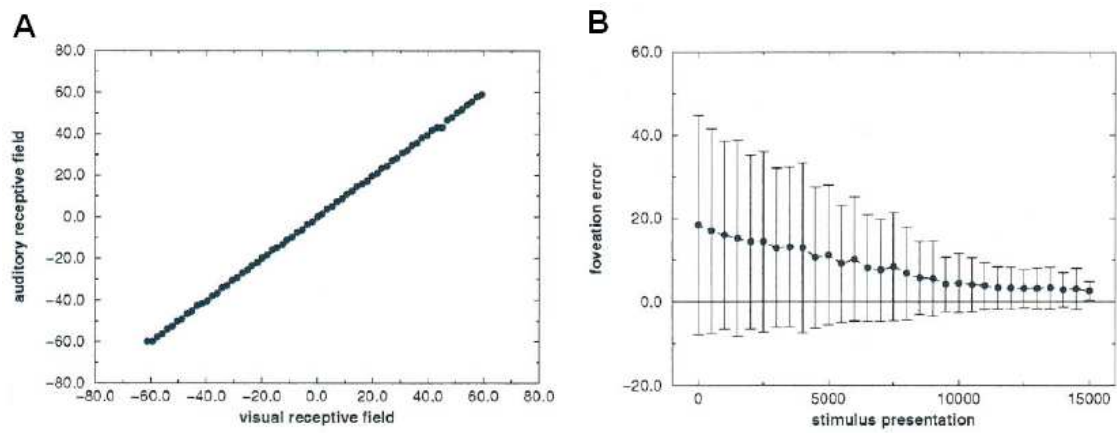 A
80.0
60.0
40.0
20.0
0.0
−20.0
−40.0
−60.0
−80.0
−80.0 −60.0 −40.0 −20.0 0.0 20.0 40.0 60.0 80.0
auditory receptive field
visual receptive field
B
60.0
40.0
20.0
0.0
−20.0
0 5000 10000 15000
foveation error
stimulus presentation